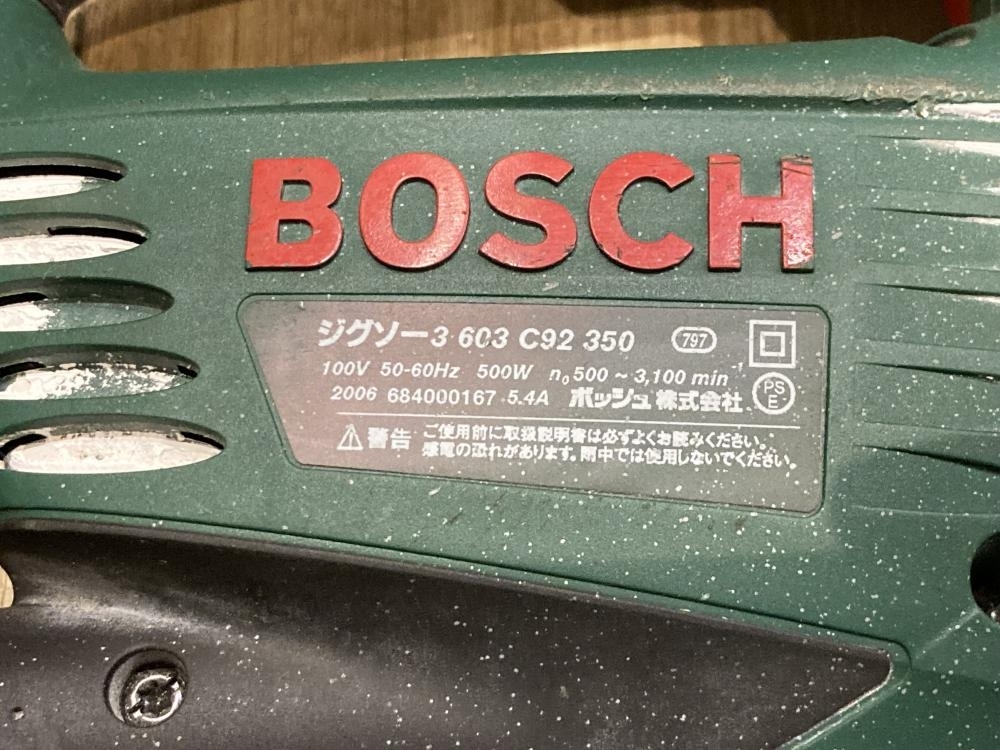 BOSCH
ジグソー3 603 C92 350 797
100V 50-60Hz 500W n₀ 500 ~ 3,100 min⁻¹
2006 684000167 5.4A ボッシュ株式会社 PSE
警告 ご使用前に取扱説明書は必ずよくお読みください。
感電の恐れがあります。雨中では使用しないでください。